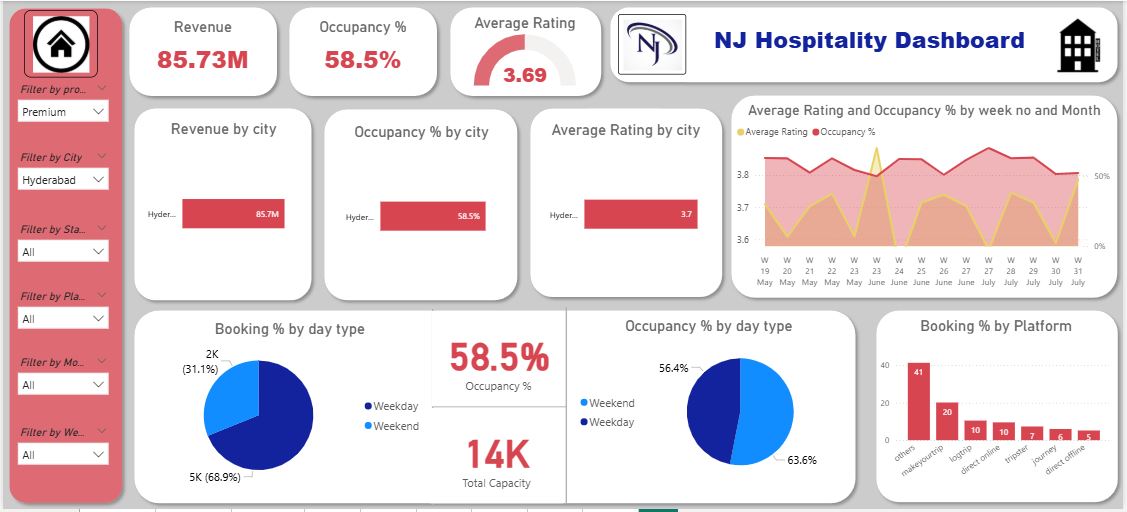 Revenue
85.73M
Occupancy %
58.5%
Average Rating
3.69
NJ
NJ Hospitality Dashboard
Filter by pro...
Premium
Filter by City
Hyderabad
Filter by Sta...
All
Filter by Pla...
All
Filter by Mo...
All
Filter by We...
All
Revenue by city
Hyder...
85.7M
Occupancy % by city
Hyder...
58.5%
Average Rating by city
Hyder...
3.7
Average Rating and Occupancy % by week no and Month
Average Rating Occupancy %
3.8
3.7
3.6
50%
0%
W W W W W W W W W W W W W W
19 20 21 22 23 23 24 25 26 27 27 28 30 31
May May May May May June June June June June July July July July
Booking % by day type
2K
(31.1%)
5K (68.9%)
Weekday
Weekend
58.5%
Occupancy %
14K
Total Capacity
Occupancy % by day type
Weekend
Weekday
56.4%
63.6%
Booking % by Platform
40
20
0
41
20
10
10
7
6
5
others
makeyourtrip
logtrip
direct online
tripster
journey
direct offline